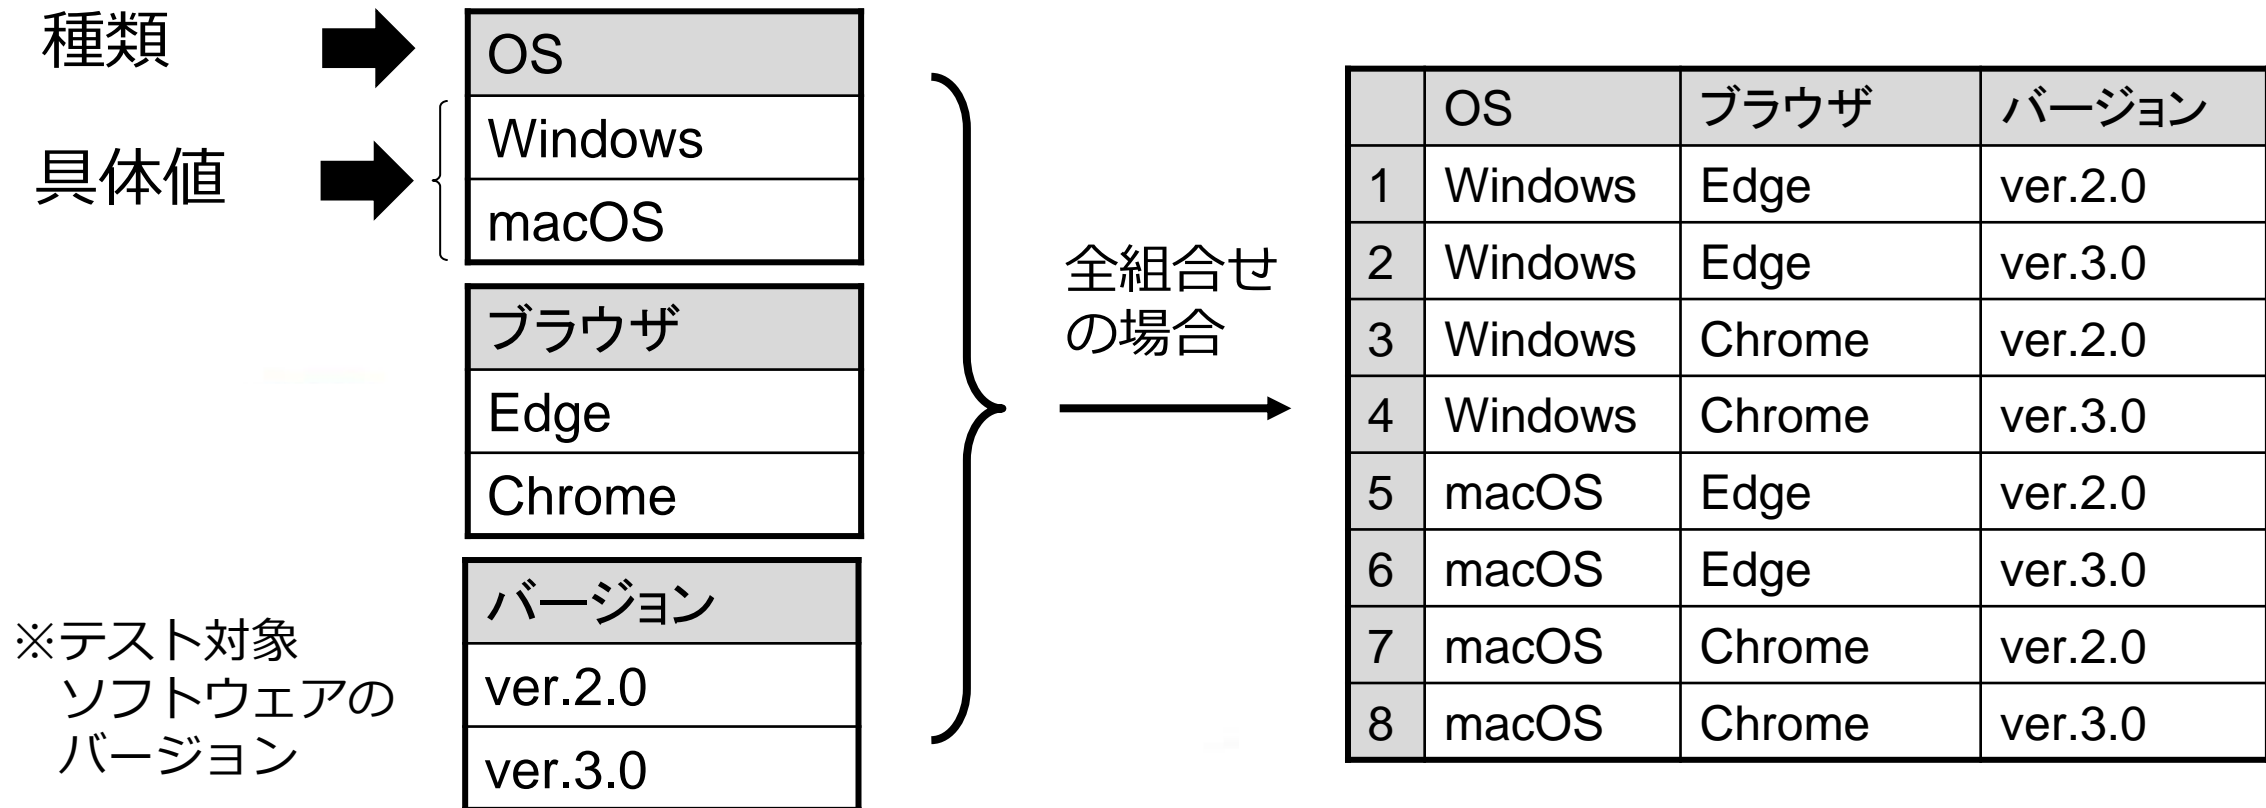 種類
具体値
※テスト対象
ソフトウェアの
バージョン
OS
Windows
macOS
ブラウザ
Edge
Chrome
バージョン
ver.2.0
ver.3.0
全組合せ
の場合
OS ブラウザ バージョン
1 Windows Edge ver.2.0
2 Windows Edge ver.3.0
3 Windows Chrome ver.2.0
4 Windows Chrome ver.3.0
5 macOS Edge ver.2.0
6 macOS Edge ver.3.0
7 macOS Chrome ver.2.0
8 macOS Chrome ver.3.0